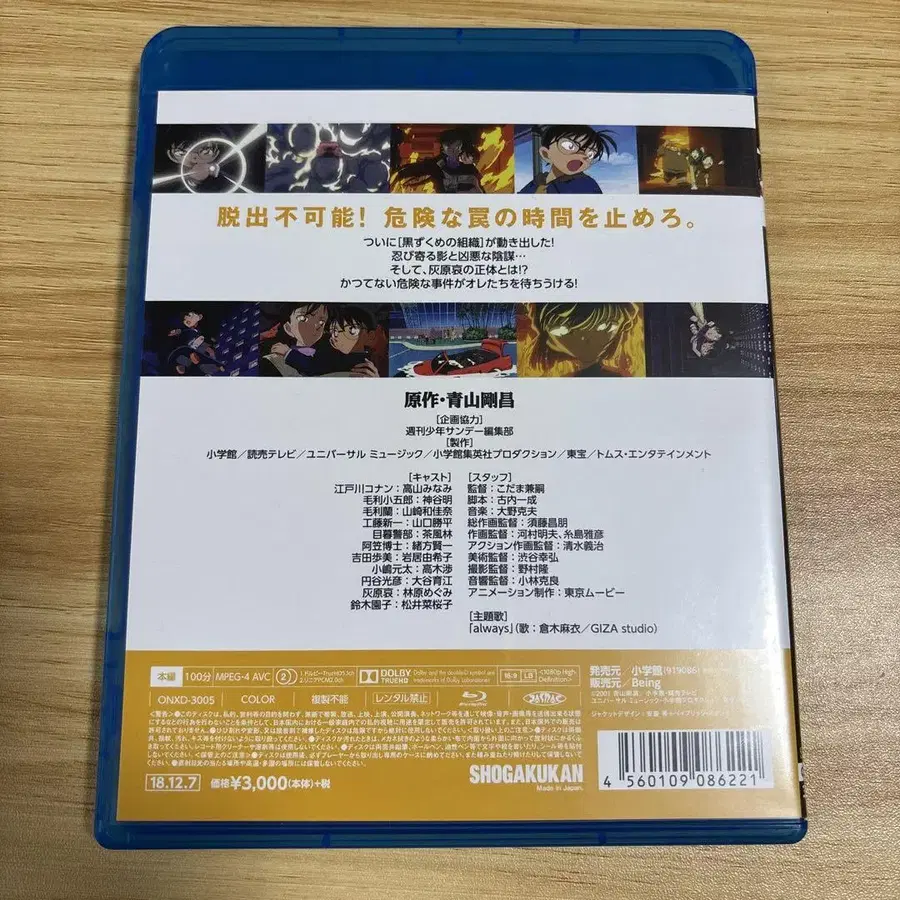 脱出不可能! 危険な罠の時間を止めろ。
ついに[黒ずくめの組織]が動き出した!
忍び寄る影と凶悪な陰謀…
そして、灰原哀の正体とは!?
かつてない危険な事件がオレたちを待ちうける!
原作・青山剛昌
[企画協力]
週刊少年サンデー編集部
[製作]
小学館/読売テレビ/ユニバーサル ミュージック/小学館集英社プロダクション/東宝/トムス・エンタテインメント
[キャスト]
江戸川コナン:高山みなみ
毛利小五郎:神谷明
毛利蘭:山崎和佳奈
工藤新一:山口勝平
目暮警部:茶風林
阿笠博士:緒方賢一
吉田歩美:岩居由希子
小嶋元太:高木渉
円谷光彦:大谷育江
灰原哀:林原めぐみ
鈴木園子:松井菜桜子
[スタッフ]
監督:こだま兼嗣
脚本:古内一成
音楽:大野克夫
総作画監督:須藤昌朋
作画監督:河村明夫、糸島雅彦
アクション作画監督:清水義治
美術監督:渋谷幸弘
撮影監督:野村隆
音響監督:小林克良
アニメーション制作:東京ムービー
[主題歌]
「always」(歌:倉木麻衣/GIZA studio)
本編 100分 MPEG-4 AVC 2 DOLBY TRUEHD 16:9 LB 1080p High Definition
発売元/小学館(919086)
販売元/Being
ONXD-3005 COLOR 複製不能 レンタル禁止 Blu-ray Disc JASRAC
18.12.7 価格¥3,000(本体)+税
SHOGAKUKAN
Made in Japan.
4 560109 086221